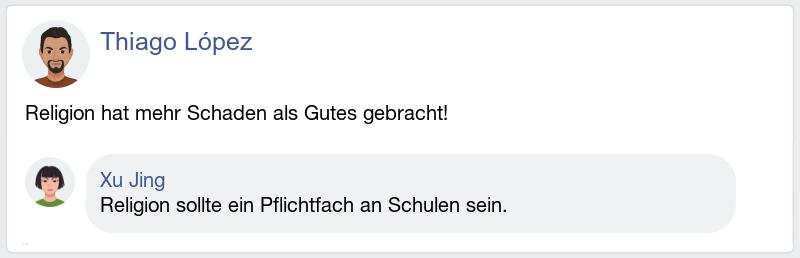 Thiago López
Religion hat mehr Schaden als Gutes gebracht!
Xu Jing
Religion sollte ein Pflichtfach an Schulen sein.